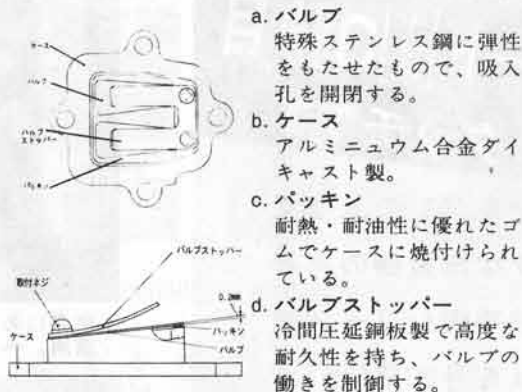 ケース
バルブ
バルブ
ストッパー
パッキン
バルブストッパー
取付ネジ
0.2mm
ケース
パッキン
バルブ
a. バルブ
特殊ステンレス鋼に弾性
をもたせたもので、吸入
孔を開閉する。
b. ケース
アルミニュウム合金ダイ
キャスト製。
c. パッキン
耐熱・耐油性に優れたゴ
ムでケースに焼付けられ
ている。
d. バルブストッパー
冷間圧延鋼板製で高度な
耐久性を持ち、バルブの
働きを制御する。